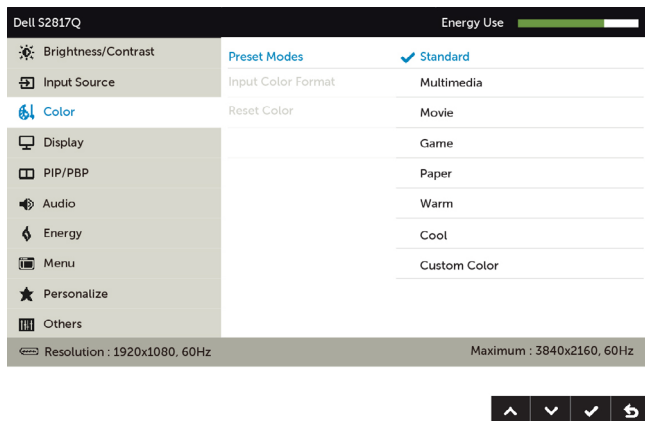 Dell S2817Q
Energy Use
Brightness/Contrast
Input Source
Color
Display
PIP/PBP
Audio
Energy
Menu
Personalize
Others
Preset Modes
Input Color Format
Reset Color
Standard
Multimedia
Movie
Game
Paper
Warm
Cool
Custom Color
Resolution : 1920x1080, 60Hz
Maximum : 3840x2160, 60Hz